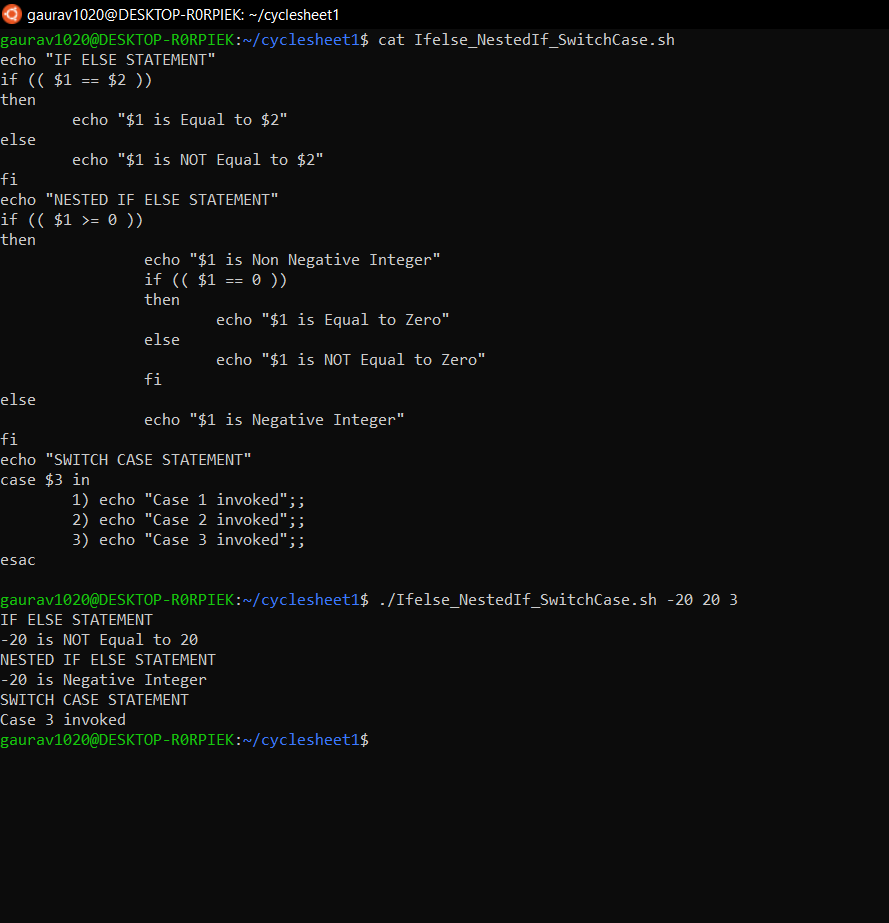 gaurav1020@DESKTOP-R0RPIEK: ~/cyclesheet1
gaurav1020@DESKTOP-R0RPIEK:~/cyclesheet1$ cat Ifelse_NestedIf_SwitchCase.sh
echo "IF ELSE STATEMENT"
if (( $1 == $2 ))
then
        echo "$1 is Equal to $2"
else
        echo "$1 is NOT Equal to $2"
fi
echo "NESTED IF ELSE STATEMENT"
if (( $1 >= 0 ))
then
                echo "$1 is Non Negative Integer"
                if (( $1 == 0 ))
                then
                        echo "$1 is Equal to Zero"
                else
                        echo "$1 is NOT Equal to Zero"
                fi
else
                echo "$1 is Negative Integer"
fi
echo "SWITCH CASE STATEMENT"
case $3 in
        1) echo "Case 1 invoked";;
        2) echo "Case 2 invoked";;
        3) echo "Case 3 invoked";;
esac
gaurav1020@DESKTOP-R0RPIEK:~/cyclesheet1$ ./Ifelse_NestedIf_SwitchCase.sh -20 20 3
IF ELSE STATEMENT
-20 is NOT Equal to 20
NESTED IF ELSE STATEMENT
-20 is Negative Integer
SWITCH CASE STATEMENT
Case 3 invoked
gaurav1020@DESKTOP-R0RPIEK:~/cyclesheet1$